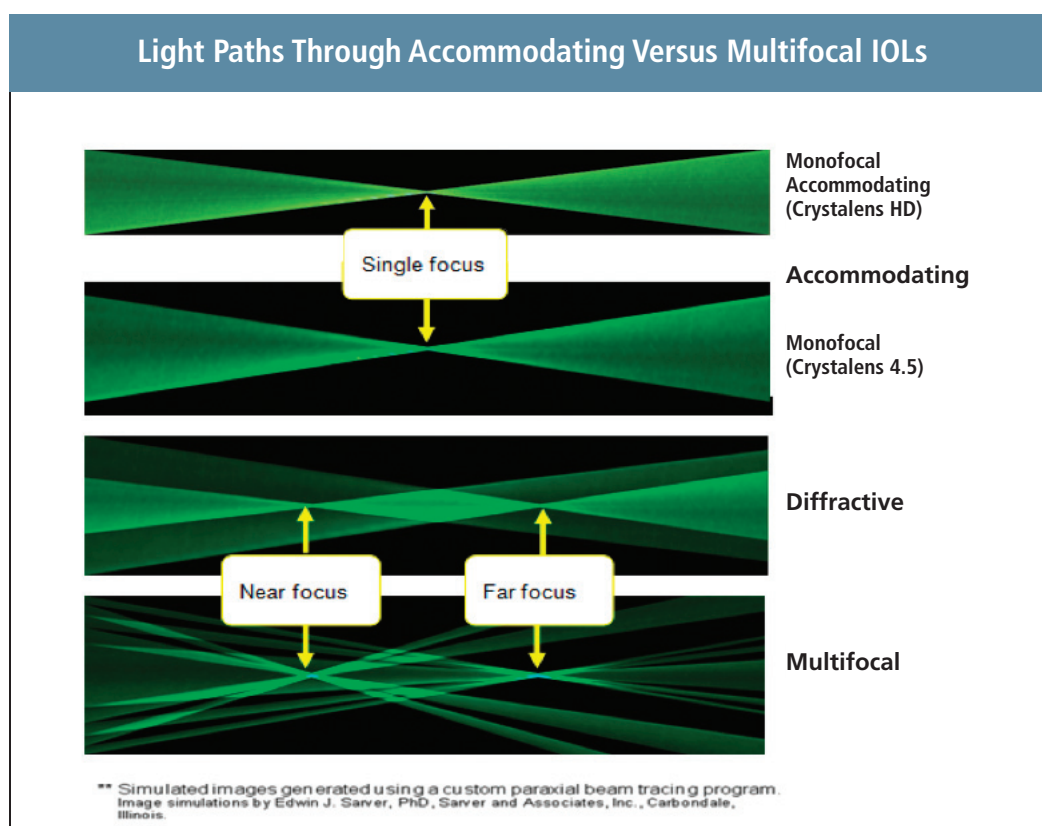 Light Paths Through Accommodating Versus Multifocal IOLs
Monofocal
Accommodating
(Crystalens HD)
Single focus
Accommodating
Monofocal
(Crystalens 4.5)
Diffractive
Near focus
Far focus
Multifocal
** Simulated images generated using a custom paraxial beam tracing program.
Image simulations by Edwin J. Sarver, PhD, Sarver and Associates, Inc., Carbondale,
Illinois.